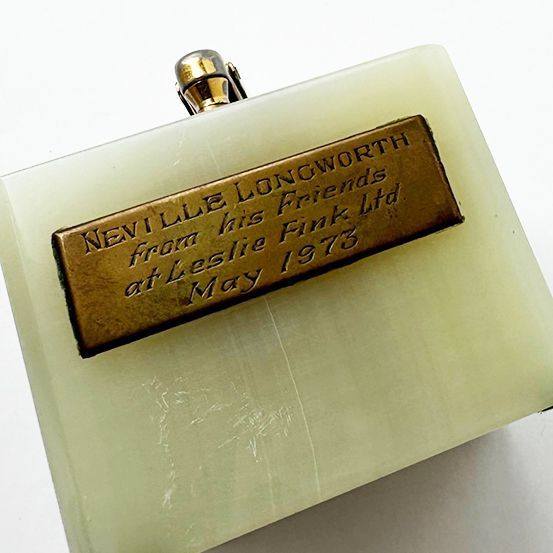 NEVILLE LONGWORTH
from his Friends
at Leslie Fink Ltd
May 1973